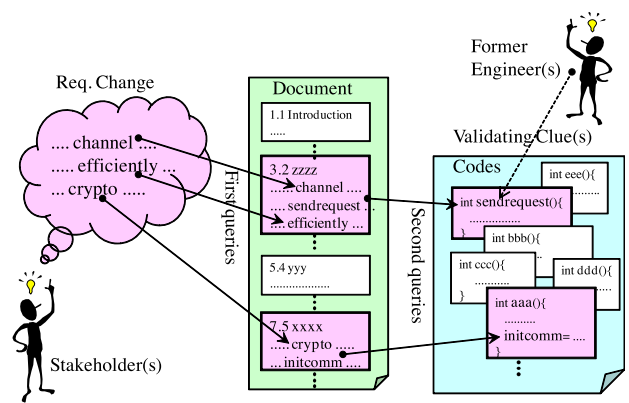 Req. Change
.... channel ....
..... efficiently ...
... crypto .....
Stakeholder(s)
First queries
Document
1.1 Introduction
.....
3.2 zzzz
......channel ....
.... sendrequest ...
.... efficiently ...
5.4 yyy
...................
7.5 xxxx
..... crypto .....
... initcomm ....
Second queries
Former
Engineer(s)
Validating Clue(s)
Codes
int eee(){
int sendrequest(){
...............
}
int bbb(){
int ccc(){
...........
}
int ddd(){
int aaa(){
..........
initcomm= ....
}